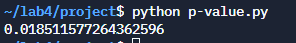 ~/lab4/project$ python p-value.py
0.018511577264362596